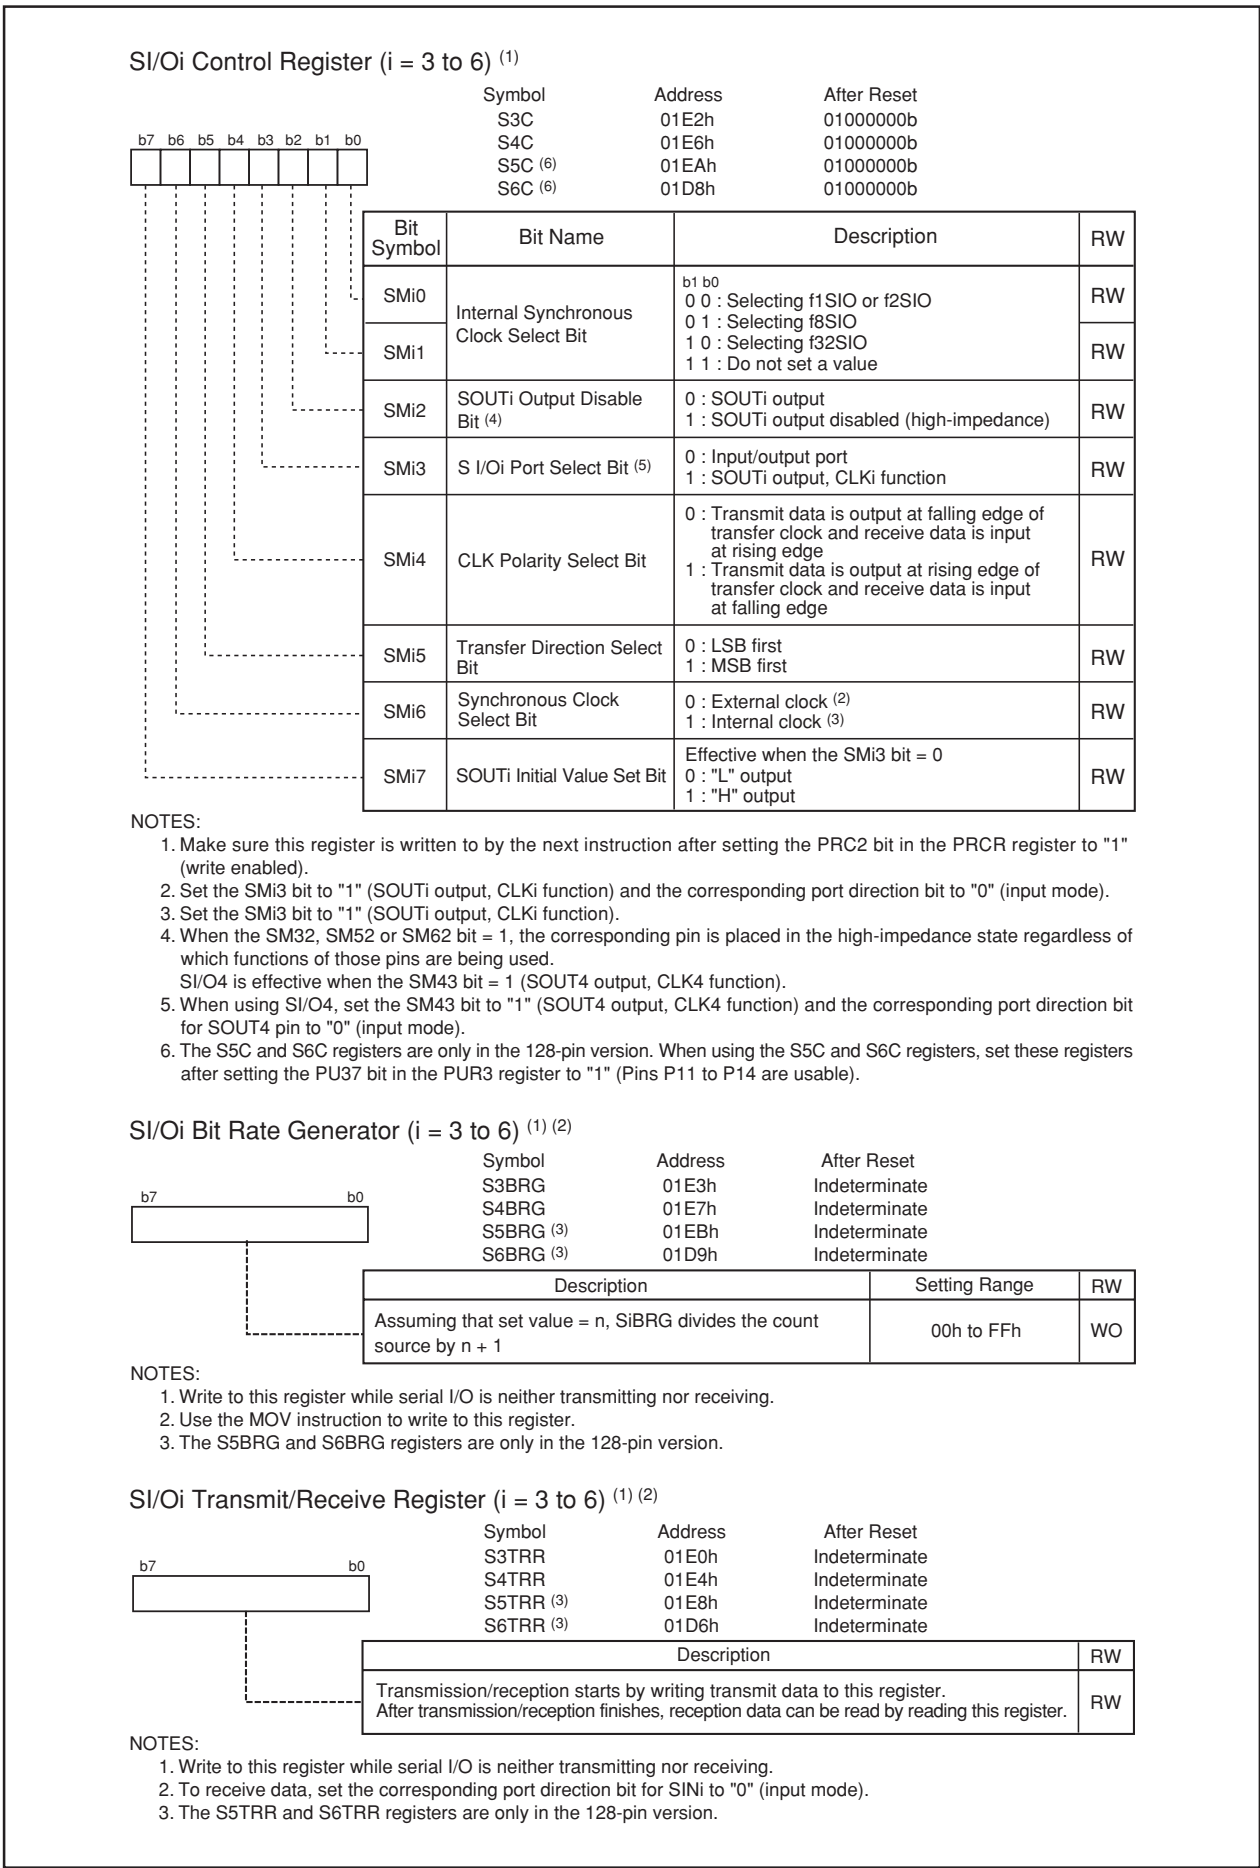 SI/Oi Control Register (i = 3 to 6) (1)
Symbol Address After Reset
S3C 01E2h 01000000b
S4C 01E6h 01000000b
S5C (6) 01EAh 01000000b
S6C (6) 01D8h 01000000b
b7 b6 b5 b4 b3 b2 b1 b0
Bit Symbol Bit Name Description RW
SMi0 Internal Synchronous Clock Select Bit b1 b0 RW
0 0 : Selecting f1SIO or f2SIO
0 1 : Selecting f8SIO
SMi1 1 0 : Selecting f32SIO RW
1 1 : Do not set a value
SMi2 SOUTi Output Disable Bit (4) 0 : SOUTi output RW
1 : SOUTi output disabled (high-impedance)
SMi3 S I/Oi Port Select Bit (5) 0 : Input/output port RW
1 : SOUTi output, CLKi function
SMi4 CLK Polarity Select Bit 0 : Transmit data is output at falling edge of RW
transfer clock and receive data is input
at rising edge
1 : Transmit data is output at rising edge of
transfer clock and receive data is input
at falling edge
SMi5 Transfer Direction Select Bit 0 : LSB first RW
1 : MSB first
SMi6 Synchronous Clock Select Bit 0 : External clock (2) RW
1 : Internal clock (3)
SMi7 SOUTi Initial Value Set Bit Effective when the SMi3 bit = 0 RW
0 : "L" output
1 : "H" output
NOTES:
1. Make sure this register is written to by the next instruction after setting the PRC2 bit in the PRCR register to "1"
(write enabled).
2. Set the SMi3 bit to "1" (SOUTi output, CLKi function) and the corresponding port direction bit to "0" (input mode).
3. Set the SMi3 bit to "1" (SOUTi output, CLKi function).
4. When the SM32, SM52 or SM62 bit = 1, the corresponding pin is placed in the high-impedance state regardless of
which functions of those pins are being used.
SI/O4 is effective when the SM43 bit = 1 (SOUT4 output, CLK4 function).
5. When using SI/O4, set the SM43 bit to "1" (SOUT4 output, CLK4 function) and the corresponding port direction bit
for SOUT4 pin to "0" (input mode).
6. The S5C and S6C registers are only in the 128-pin version. When using the S5C and S6C registers, set these registers
after setting the PU37 bit in the PUR3 register to "1" (Pins P11 to P14 are usable).
SI/Oi Bit Rate Generator (i = 3 to 6) (1) (2)
Symbol Address After Reset
S3BRG 01E3h Indeterminate
S4BRG 01E7h Indeterminate
S5BRG (3) 01EBh Indeterminate
S6BRG (3) 01D9h Indeterminate
b7 b0
Description Setting Range RW
Assuming that set value = n, SiBRG divides the count
source by n + 1 00h to FFh WO
NOTES:
1. Write to this register while serial I/O is neither transmitting nor receiving.
2. Use the MOV instruction to write to this register.
3. The S5BRG and S6BRG registers are only in the 128-pin version.
SI/Oi Transmit/Receive Register (i = 3 to 6) (1) (2)
Symbol Address After Reset
S3TRR 01E0h Indeterminate
S4TRR 01E4h Indeterminate
S5TRR (3) 01E8h Indeterminate
S6TRR (3) 01D6h Indeterminate
b7 b0
Description RW
Transmission/reception starts by writing transmit data to this register.
After transmission/reception finishes, reception data can be read by reading this register. RW
NOTES:
1. Write to this register while serial I/O is neither transmitting nor receiving.
2. To receive data, set the corresponding port direction bit for SINi to "0" (input mode).
3. The S5TRR and S6TRR registers are only in the 128-pin version.